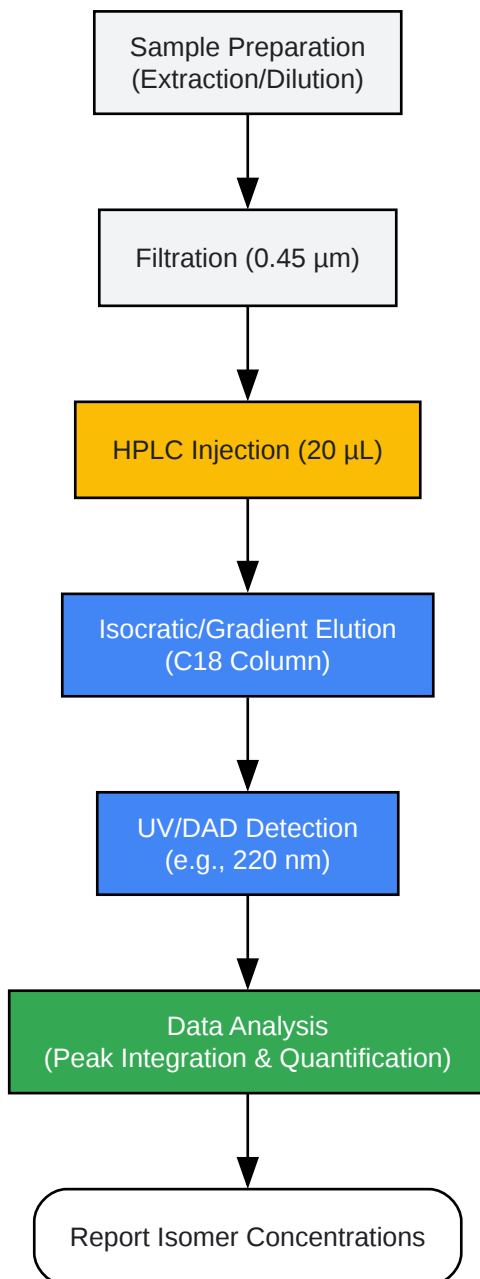 Sample Preparation
(Extraction/Dilution)
Filtration (0.45 µm)
HPLC Injection (20 µL)
Isocratic/Gradient Elution
(C18 Column)
UV/DAD Detection
(e.g., 220 nm)
Data Analysis
(Peak Integration & Quantification)
Report Isomer Concentrations